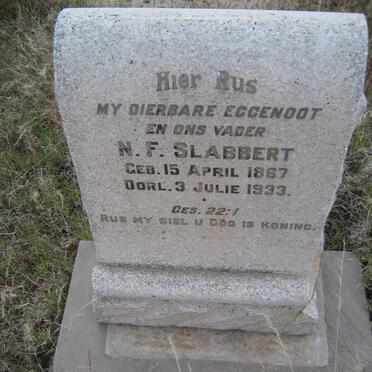 Hier Rus
MY DIERBARE EGGENOOT
EN ONS VADER
N. F. SLABBERT
GEB. 15 APRIL 1867
OORL. 3 JULIE 1933.
GES. 22:1
RUS MY SIEL U GOD IS KONING.